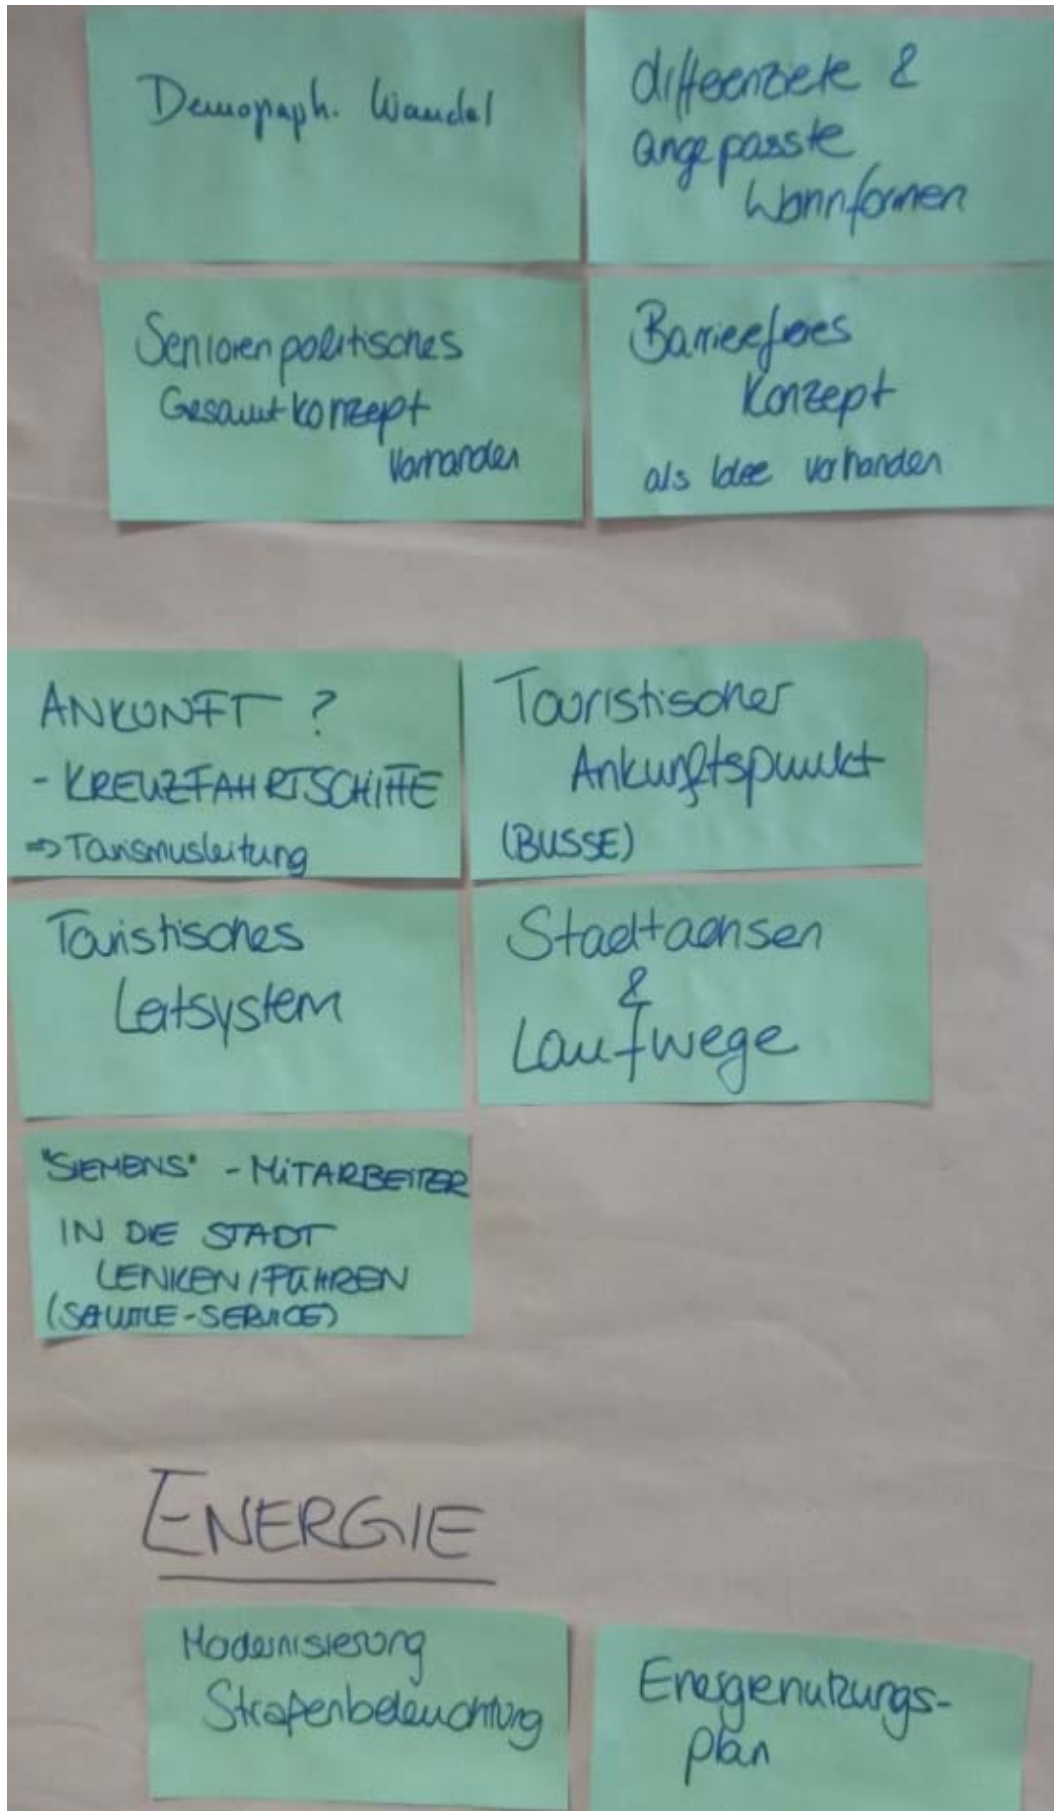 Demograph. Wandel
differenzierte &
angepasste
Wohnformen
Seniorenpolitisches
Gesamtkonzept
vorhanden
Barrierefreies
Konzept
als Idee vorhanden
ANKUNFT ?
- KREUZFAHRTSCHIFFE
⇒ Tourismusleitung
Touristischer
Ankunftspunkt
(BUSSE)
Touristisches
Leitsystem
Stadtachsen
&
Laufwege
"SIEMENS" - MITARBEITER
IN DIE STADT
LENKEN / FÜHREN
(SHUTTLE-SERVICE)
ENERGIE
Modernisierung
Straßenbeleuchtung
Energienutzungs-
plan